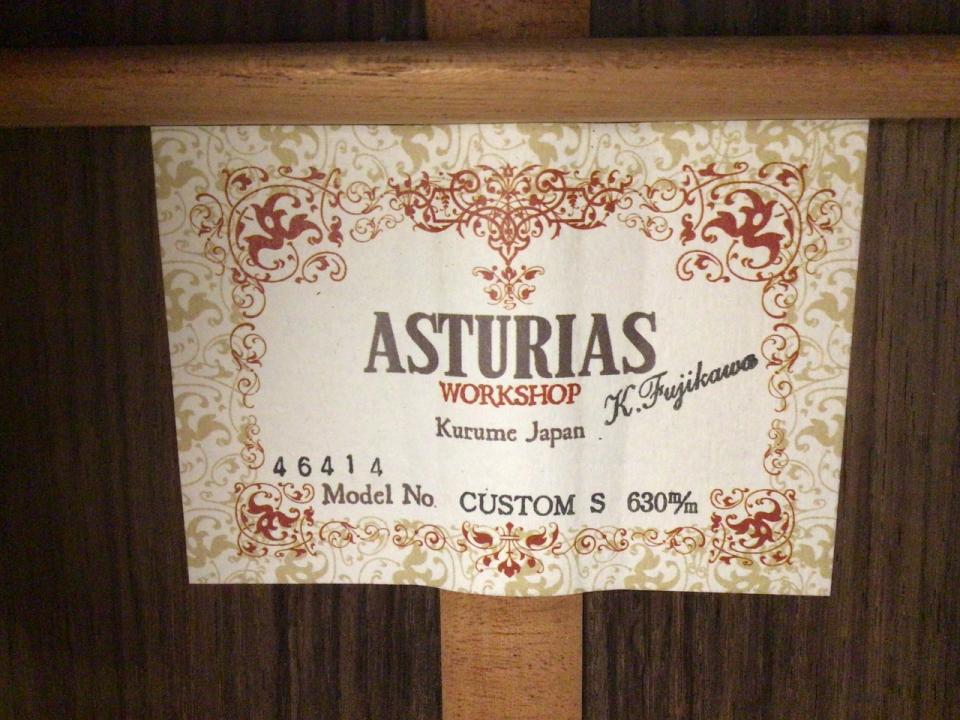 ASTURIAS
WORKSHOP
K. Fujikawa
Kurume Japan
46414
Model No. CUSTOM S 630m/m